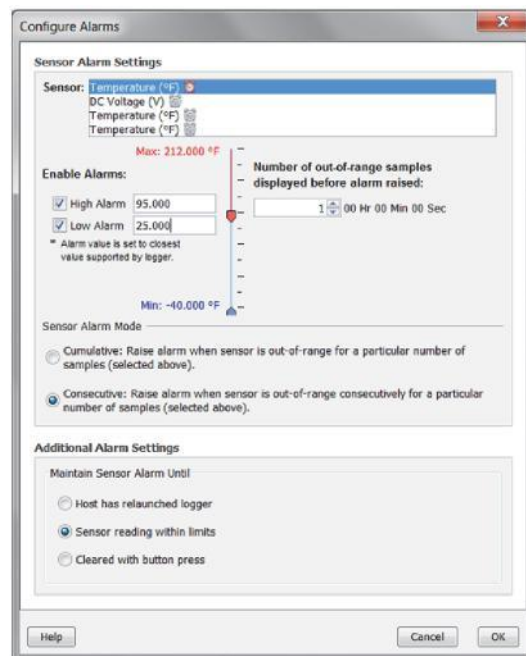 Configure Alarms
Sensor Alarm Settings
Sensor: Temperature (ºF)
DC Voltage (V)
Temperature (ºF)
Temperature (ºF)
Max: 212.000 ºF
Number of out-of-range samples
displayed before alarm raised:
Enable Alarms:
1 00 Hr 00 Min 00 Sec
High Alarm 95.000
Low Alarm 25.000
* Alarm value is set to closest
value supported by logger.
Min: -40.000 ºF
Sensor Alarm Mode
Cumulative: Raise alarm when sensor is out-of-range for a particular number of
samples (selected above).
Consecutive: Raise alarm when sensor is out-of-range consecutively for a particular
number of samples (selected above).
Additional Alarm Settings
Maintain Sensor Alarm Until
Host has relaunched logger
Sensor reading within limits
Cleared with button press
Help
Cancel
OK